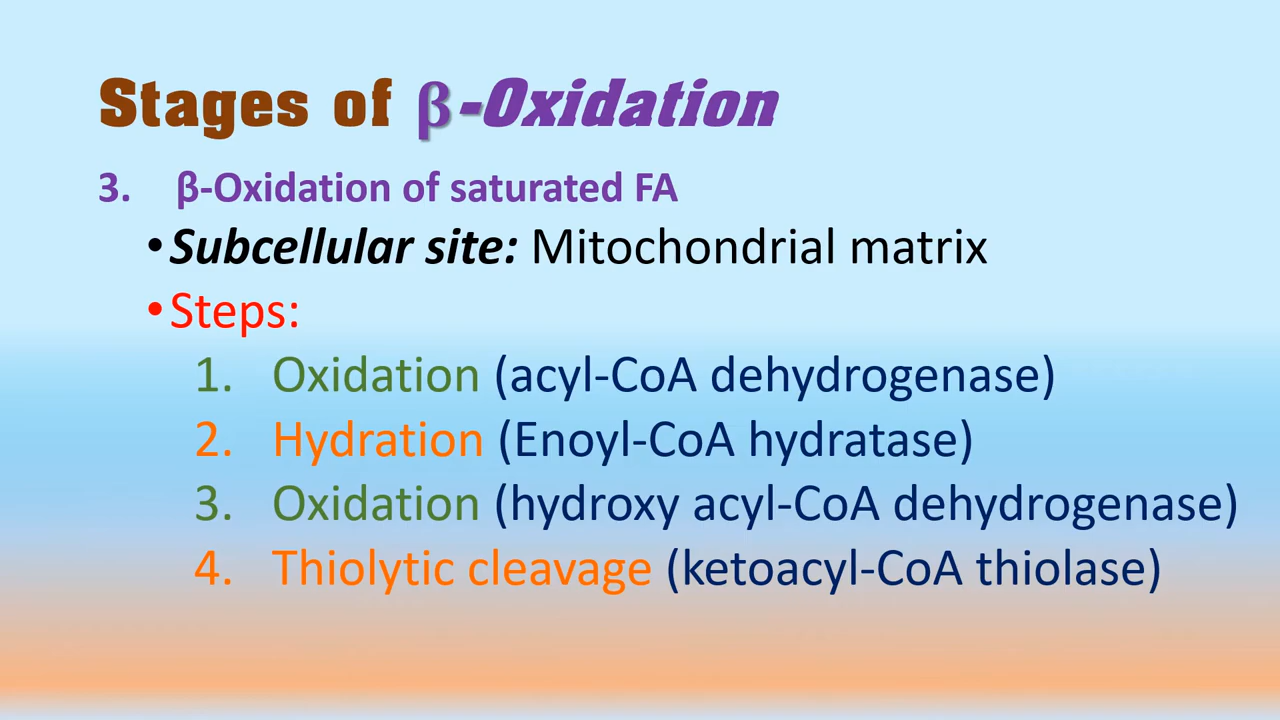 Stages of β-Oxidation
3. β-Oxidation of saturated FA
•Subcellular site: Mitochondrial matrix
•Steps:
1. Oxidation (acyl-CoA dehydrogenase)
2. Hydration (Enoyl-CoA hydratase)
3. Oxidation (hydroxy acyl-CoA dehydrogenase)
4. Thiolytic cleavage (ketoacyl-CoA thiolase)